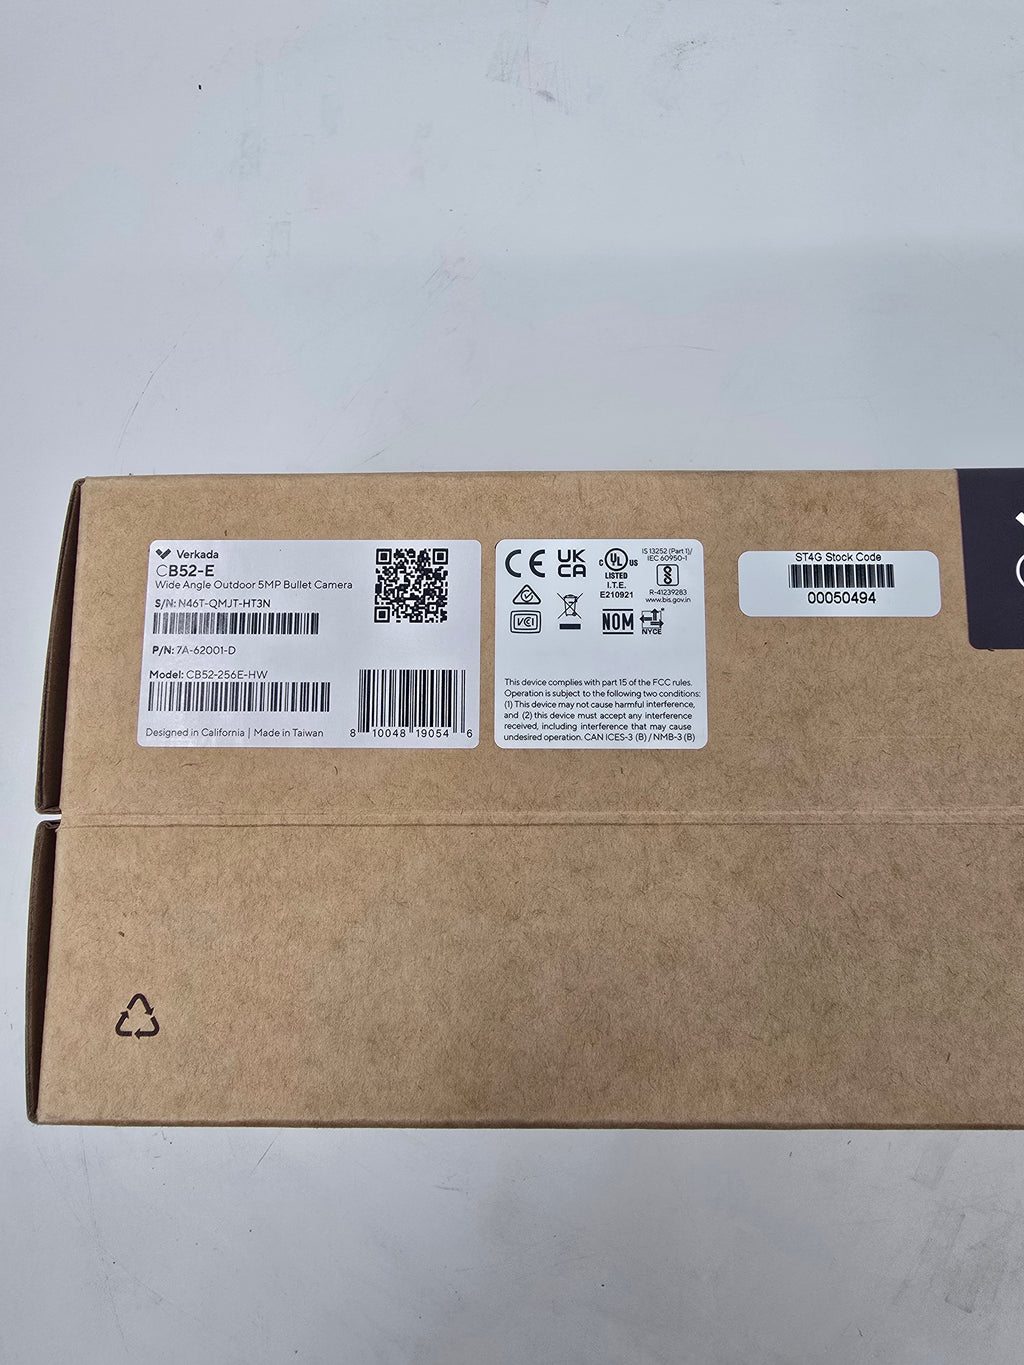 Verkada
CB52-E
Wide Angle Outdoor 5MP Bullet Camera
S/N: N46T-QMJT-HT3N
P/N: 7A-62001-D
Model: CB52-256E-HW
Designed in California | Made in Taiwan
8 10048 19054 6
CE UK CA
C UL US
LISTED
I.T.E.
E210921
IS 13252 (Part 1)/
IEC 60950-1
R-41239283
www.bis.gov.in
VCI
NOM
NYCE
This device complies with part 15 of the FCC rules.
Operation is subject to the following two conditions:
(1) This device may not cause harmful interference,
and (2) this device must accept any interference
received, including interference that may cause
undesired operation. CAN ICES-3 (B) / NMB-3 (B)
ST4G Stock Code
00050494